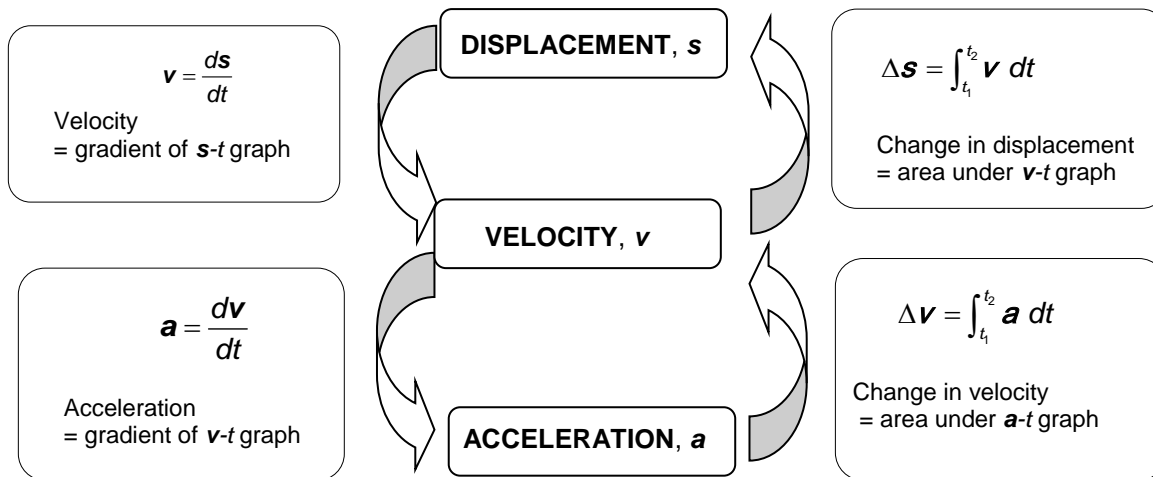 DISPLACEMENT, s
v = ds/dt
Velocity
= gradient of s-t graph
Δs = ∫_{t₁}^{t₂} v dt
Change in displacement
= area under v-t graph
VELOCITY, v
a = dv/dt
Acceleration
= gradient of v-t graph
Δv = ∫_{t₁}^{t₂} a dt
Change in velocity
= area under a-t graph
ACCELERATION, a